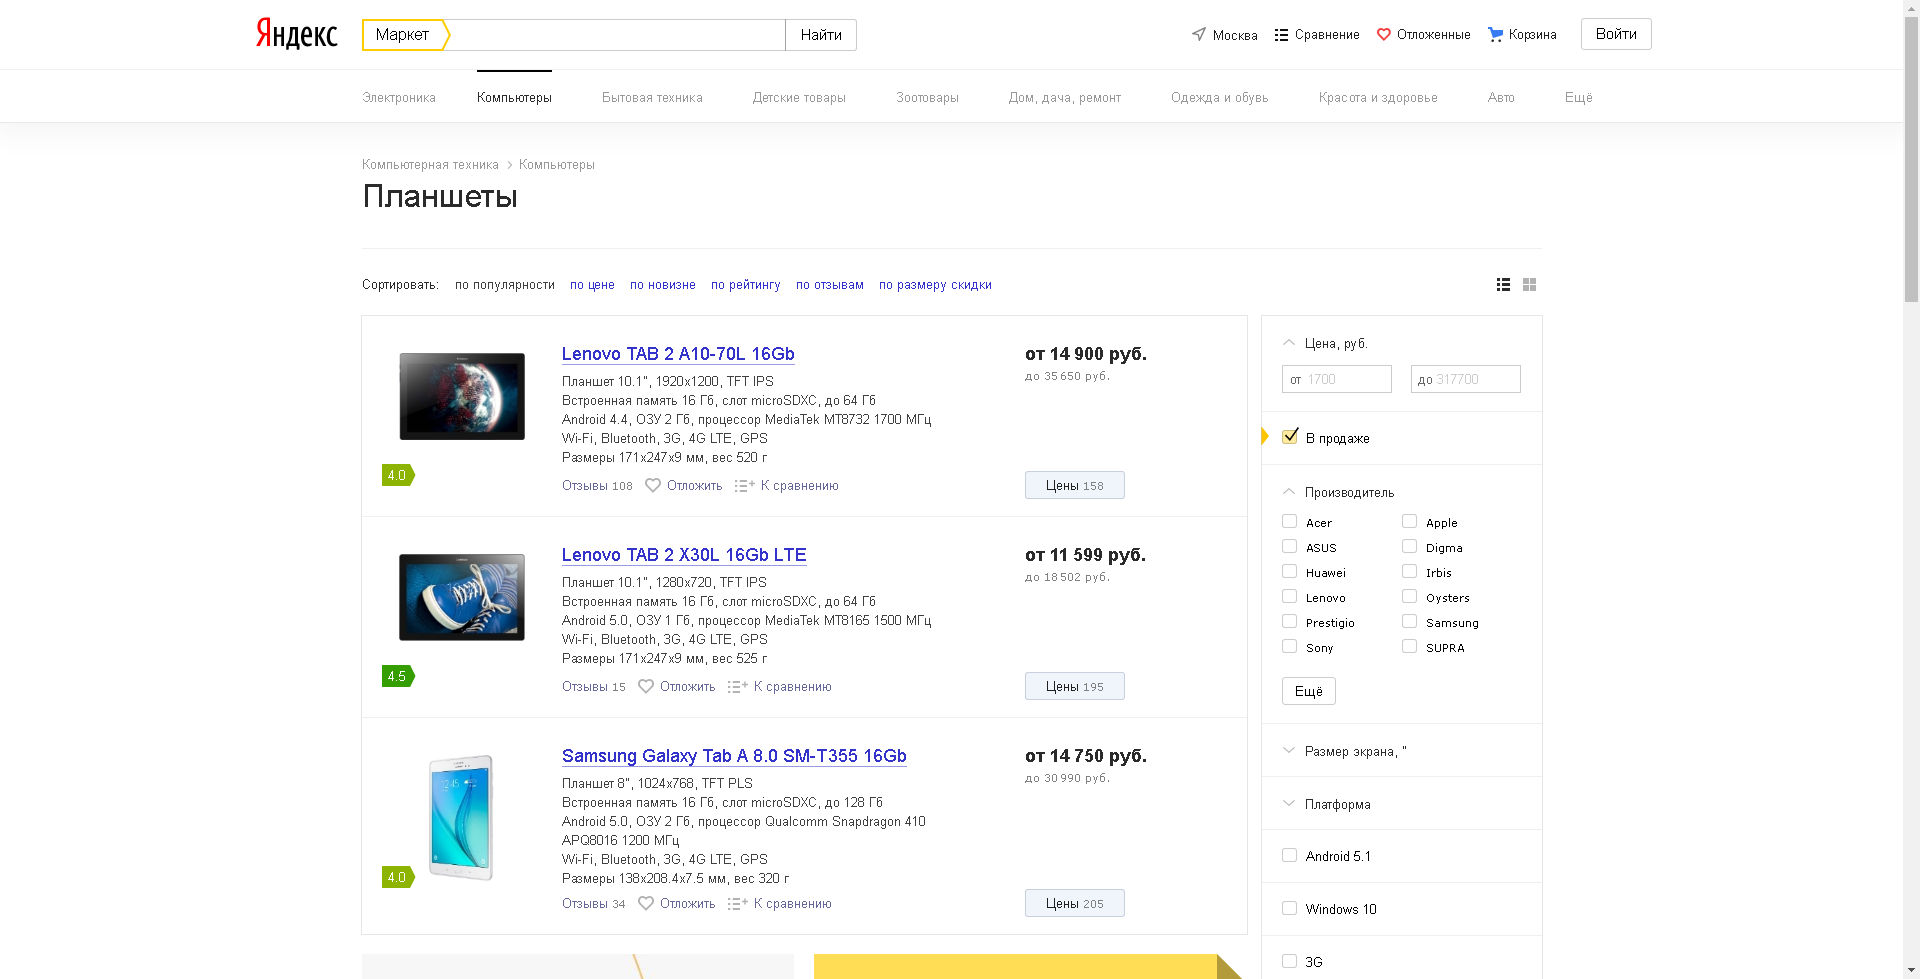 Яндекс
Маркет
Найти
Москва
Сравнение
Отложенные
Корзина
Войти
Электроника
Компьютеры
Бытовая техника
Детские товары
Зоотовары
Дом, дача, ремонт
Одежда и обувь
Красота и здоровье
Авто
Ещё
Компьютерная техника > Компьютеры
Планшеты
Сортировать: по популярности по цене по новизне по рейтингу по отзывам по размеру скидки
Lenovo TAB 2 A10-70L 16Gb
Планшет 10.1", 1920x1200, TFT IPS
Встроенная память 16 Гб, слот microSDXC, до 64 Гб
Android 4.4, ОЗУ 2 Гб, процессор MediaTek MT8732 1700 МГц
Wi-Fi, Bluetooth, 3G, 4G LTE, GPS
Размеры 171x247x9 мм, вес 520 г
4.0
Отзывы 108 Отложить К сравнению
от 14 900 руб.
до 35 650 руб.
Цены 158
Lenovo TAB 2 X30L 16Gb LTE
Планшет 10.1", 1280x720, TFT IPS
Встроенная память 16 Гб, слот microSDXC, до 64 Гб
Android 5.0, ОЗУ 1 Гб, процессор MediaTek MT8165 1500 МГц
Wi-Fi, Bluetooth, 3G, 4G LTE, GPS
Размеры 171x247x9 мм, вес 525 г
4.5
Отзывы 15 Отложить К сравнению
от 11 599 руб.
до 18 502 руб.
Цены 195
Samsung Galaxy Tab A 8.0 SM-T355 16Gb
Планшет 8", 1024x768, TFT PLS
Встроенная память 16 Гб, слот microSDXC, до 128 Гб
Android 5.0, ОЗУ 2 Гб, процессор Qualcomm Snapdragon 410
APQ8016 1200 МГц
Wi-Fi, Bluetooth, 3G, 4G LTE, GPS
Размеры 138x208.4x7.5 мм, вес 320 г
4.0
Отзывы 34 Отложить К сравнению
от 14 750 руб.
до 30 990 руб.
Цены 205
Цена, руб.
от 1700
до 317700
В продаже
Производитель
Acer
Apple
ASUS
Digma
Huawei
Irbis
Lenovo
Oysters
Prestigio
Samsung
Sony
SUPRA
Ещё
Размер экрана, "
Платформа
Android 5.1
Windows 10
3G